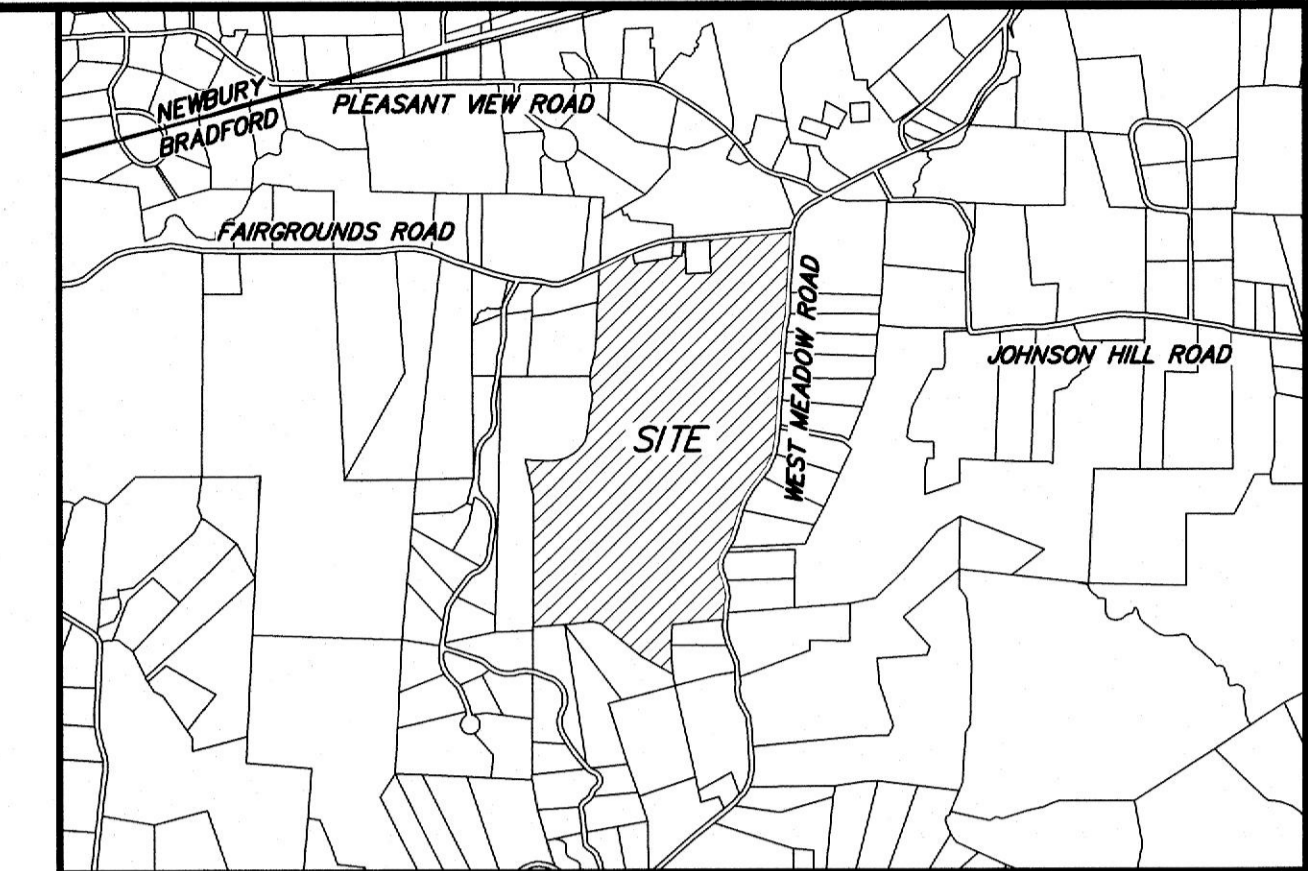 NEWBURY
BRADFORD
PLEASANT VIEW ROAD
FAIRGROUNDS ROAD
WEST MEADOW ROAD
JOHNSON HILL ROAD
SITE